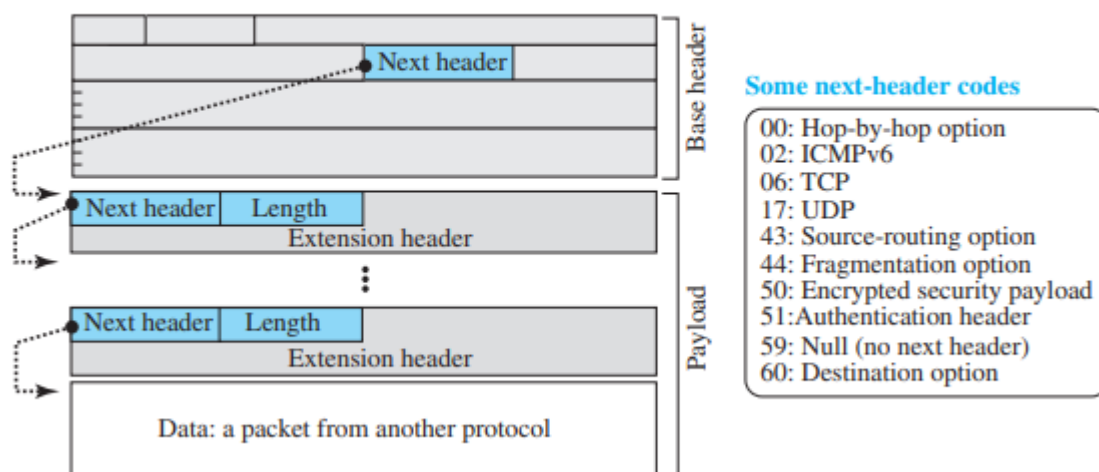 Next header
Base header
Next header
Length
Extension header
Next header
Length
Extension header
Data: a packet from another protocol
Payload
Some next-header codes
00: Hop-by-hop option
02: ICMPv6
06: TCP
17: UDP
43: Source-routing option
44: Fragmentation option
50: Encrypted security payload
51:Authentication header
59: Null (no next header)
60: Destination option